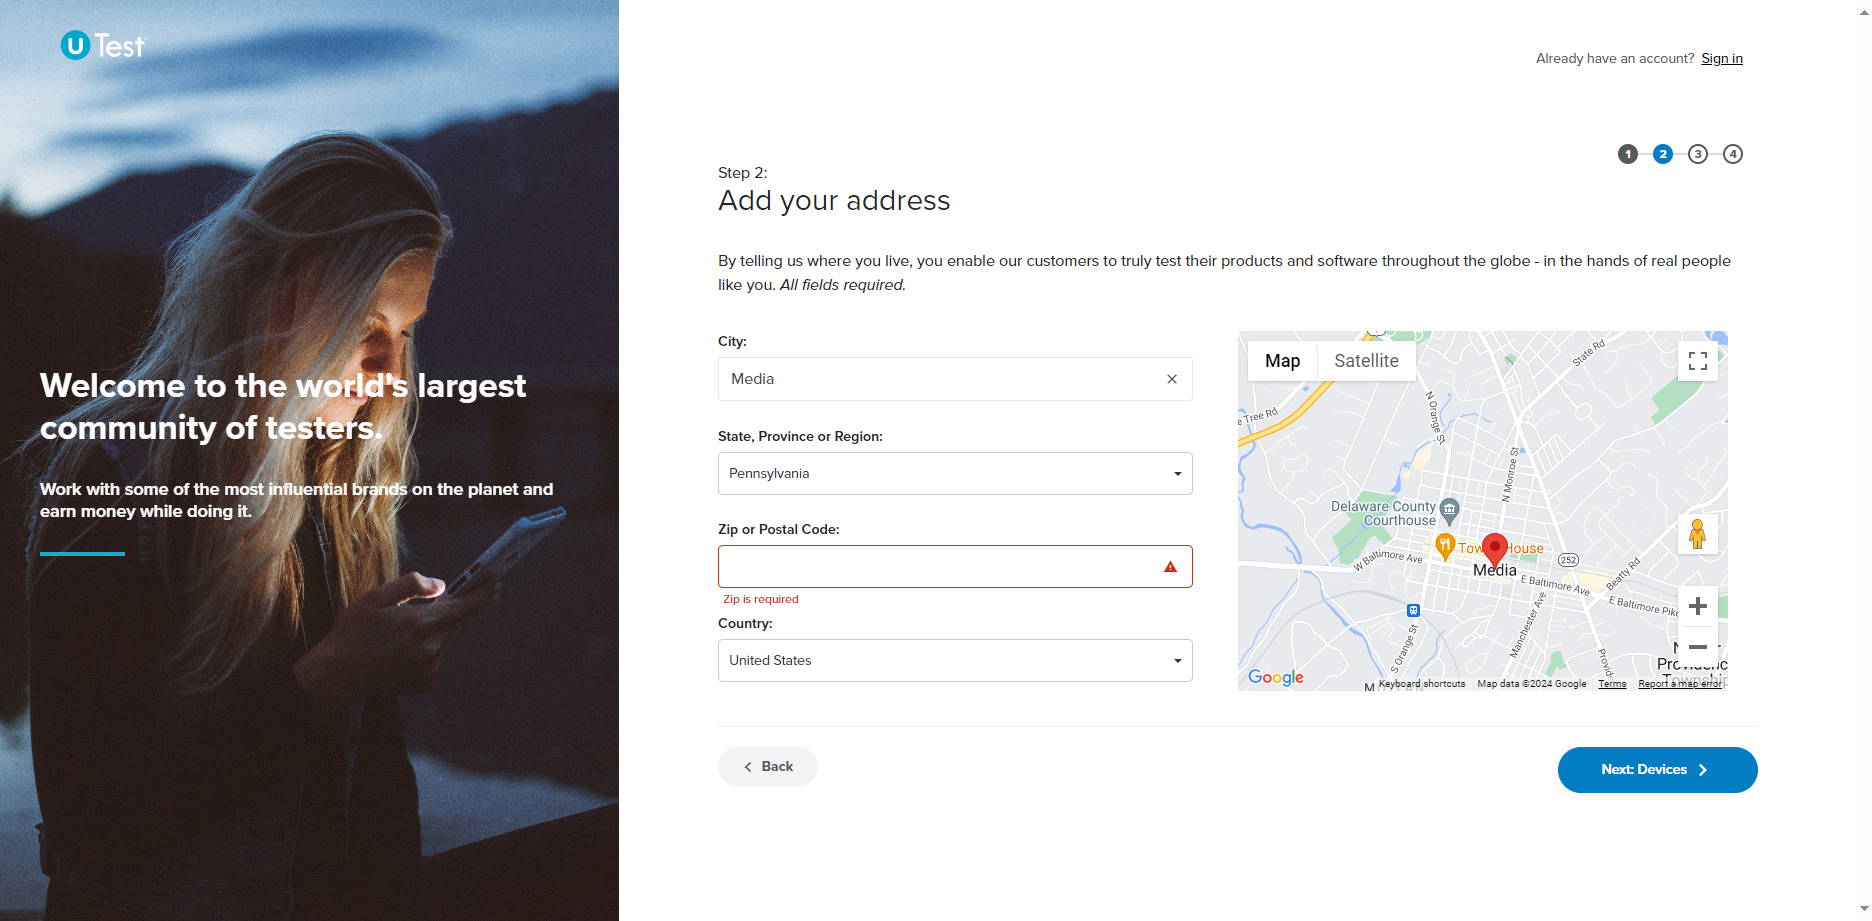 U Test
Welcome to the world's largest
community of testers.
Work with some of the most influential brands on the planet and
earn money while doing it.
Already have an account? Sign in
1 2 3 4
Step 2:
Add your address
By telling us where you live, you enable our customers to truly test their products and software throughout the globe - in the hands of real people
like you. All fields required.
City:
Media
State, Province or Region:
Pennsylvania
Zip or Postal Code:
Zip is required
Country:
United States
Map Satellite
State Rd
N Orange St
Tree Rd
N Monroe St
Delaware County
Courthouse
Media
W Baltimore Ave
252
E Baltimore Ave
Beatty Rd
E Baltimore Pike
Manchester Ave
S Orange St
Google
Keyboard shortcuts Map data ©2024 Google Terms Report a map error
Back
Next: Devices